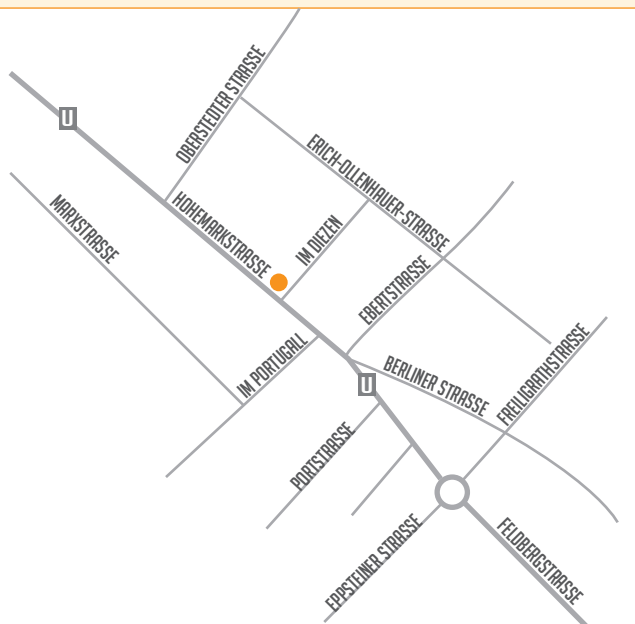 U
OBERSTEDTER STRASSE
ERICH-OLLENHAUER-STRASSE
MARXSTRASSE
HOHEMARKSTRASSE
IM DIEZEN
EBERTSTRASSE
IM PORTUGALL
U
BERLINER STRASSE
FREILIGRATHSTRASSE
PORTSTRASSE
EPPSTEINER STRASSE
FELDBERGSTRASSE